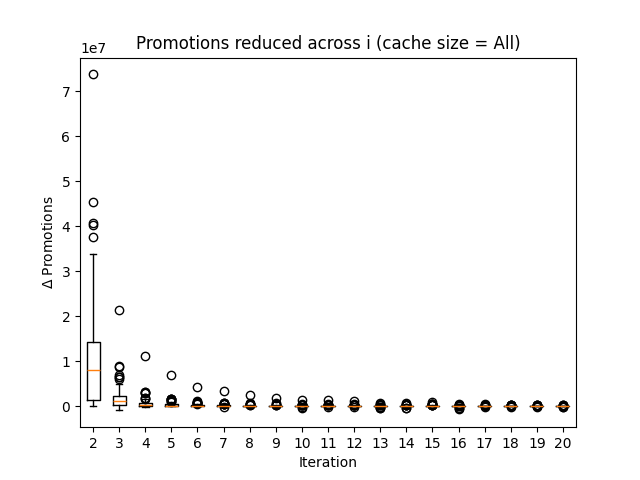 Promotions reduced across i (cache size = All)
1e7
7
6
5
4
3
2
1
0
Δ Promotions
2 3 4 5 6 7 8 9 10 11 12 13 14 15 16 17 18 19 20
Iteration